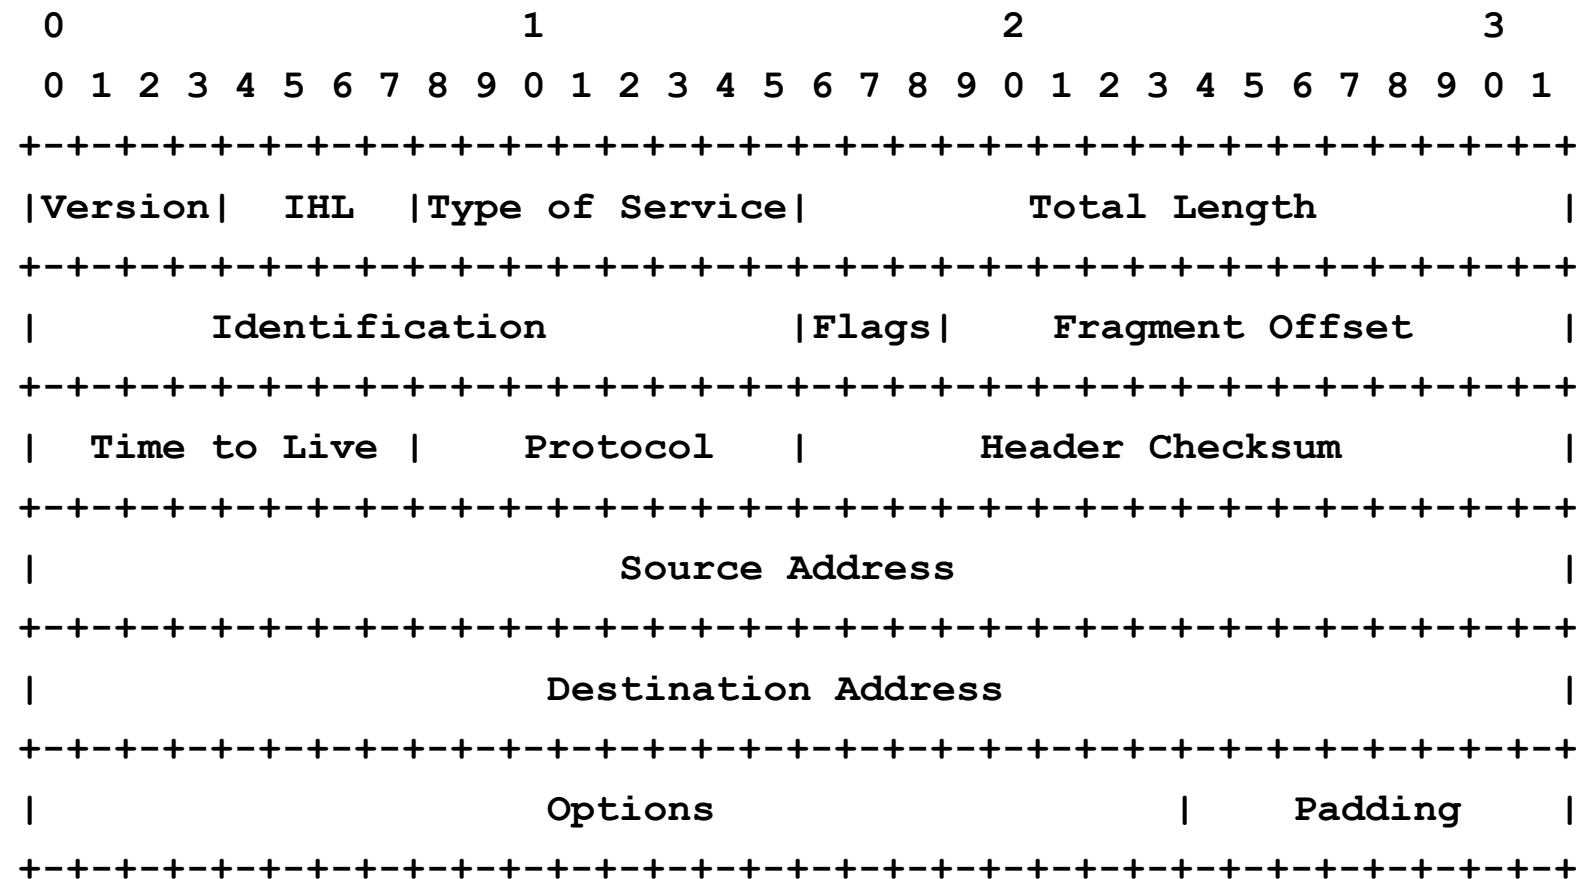 0                   1                   2                   3
 0 1 2 3 4 5 6 7 8 9 0 1 2 3 4 5 6 7 8 9 0 1 2 3 4 5 6 7 8 9 0 1
+-+-+-+-+-+-+-+-+-+-+-+-+-+-+-+-+-+-+-+-+-+-+-+-+-+-+-+-+-+-+-+-+
|Version|  IHL  |Type of Service|         Total Length          |
+-+-+-+-+-+-+-+-+-+-+-+-+-+-+-+-+-+-+-+-+-+-+-+-+-+-+-+-+-+-+-+-+
|       Identification          |Flags|    Fragment Offset      |
+-+-+-+-+-+-+-+-+-+-+-+-+-+-+-+-+-+-+-+-+-+-+-+-+-+-+-+-+-+-+-+-+
|  Time to Live |    Protocol   |       Header Checksum         |
+-+-+-+-+-+-+-+-+-+-+-+-+-+-+-+-+-+-+-+-+-+-+-+-+-+-+-+-+-+-+-+-+
|                        Source Address                         |
+-+-+-+-+-+-+-+-+-+-+-+-+-+-+-+-+-+-+-+-+-+-+-+-+-+-+-+-+-+-+-+-+
|                     Destination Address                       |
+-+-+-+-+-+-+-+-+-+-+-+-+-+-+-+-+-+-+-+-+-+-+-+-+-+-+-+-+-+-+-+-+
|                     Options                   |    Padding    |
+-+-+-+-+-+-+-+-+-+-+-+-+-+-+-+-+-+-+-+-+-+-+-+-+-+-+-+-+-+-+-+-+